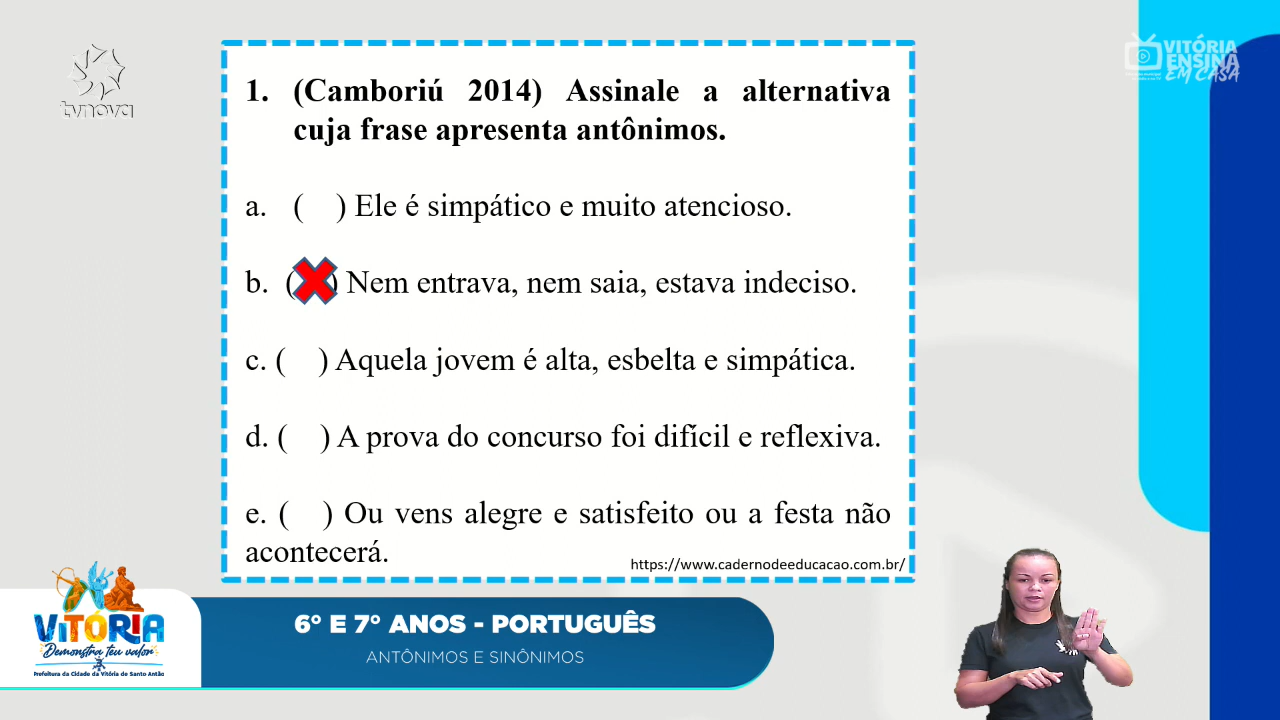 tvnova
VITÓRIA
ENSINA
EM CASA
1. (Camboriú 2014) Assinale a alternativa
cuja frase apresenta antônimos.
a. ( ) Ele é simpático e muito atencioso.
b. ( ) Nem entrava, nem saia, estava indeciso.
c. ( ) Aquela jovem é alta, esbelta e simpática.
d. ( ) A prova do concurso foi difícil e reflexiva.
e. ( ) Ou vens alegre e satisfeito ou a festa não
acontecerá.
https://www.cadernodeeducacao.com.br/
VITÓRIA
Demonstra teu valor
Prefeitura da Cidade da Vitória de Santo Antão
6º E 7º ANOS - PORTUGUÊS
ANTÔNIMOS E SINÔNIMOS